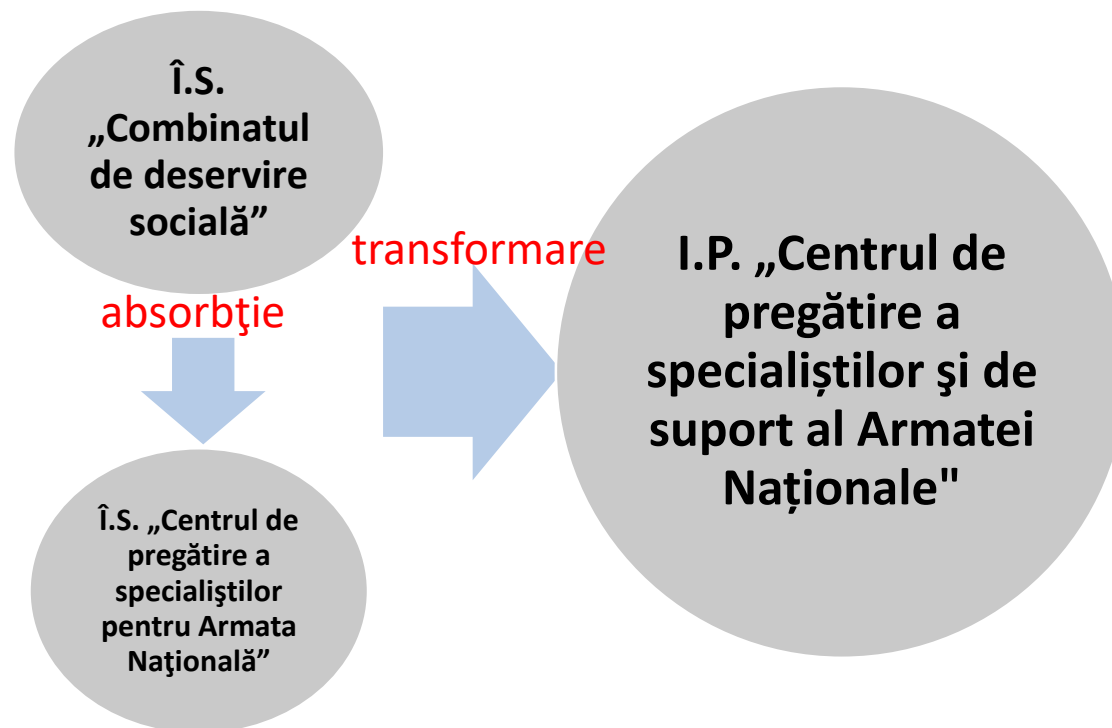 Î.S.
„Combinatul
de deservire
socială”
absorbţie
Î.S. „Centrul de
pregătire a
specialiştilor
pentru Armata
Naţională”
transformare
I.P. „Centrul de
pregătire a
specialiștilor şi de
suport al Armatei
Naționale"